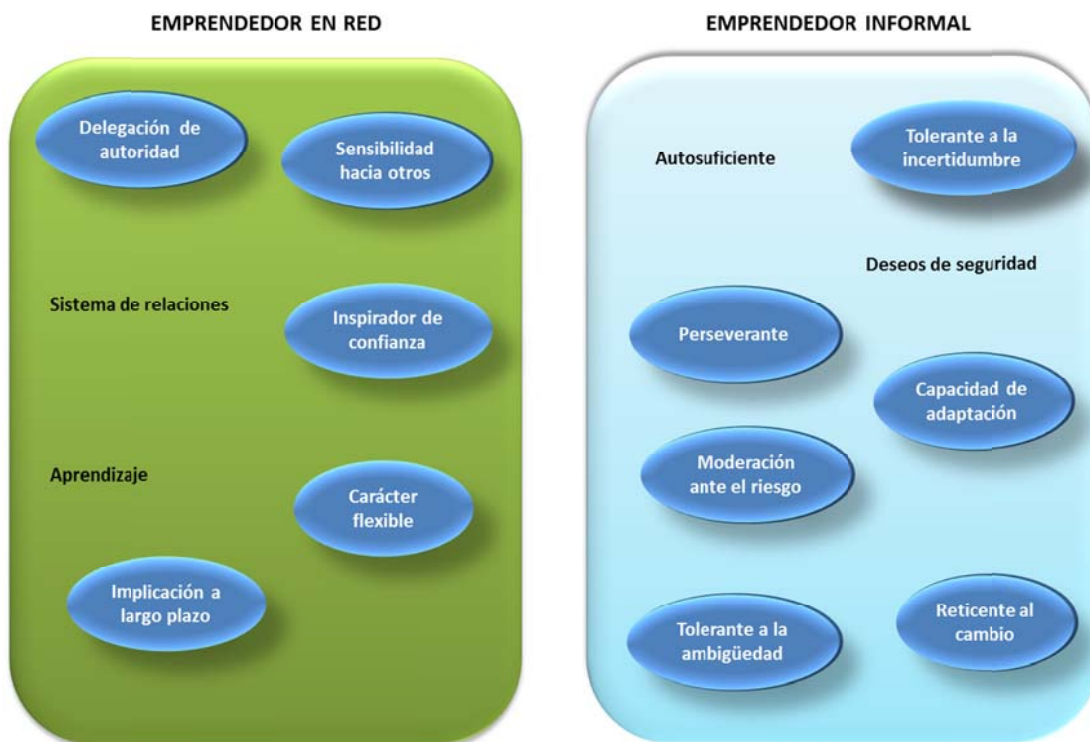 EMPRENDEDOR EN RED
Delegación de
autoridad
Sensibilidad
hacia otros
Sistema de relaciones
Inspirador de
confianza
Aprendizaje
Carácter
flexible
Implicación a
largo plazo
EMPRENDEDOR INFORMAL
Autosuficiente
Tolerante a la
incertidumbre
Deseos de seguridad
Perseverante
Capacidad de
adaptación
Moderación
ante el riesgo
Tolerante a la
ambigüedad
Reticente al
cambio